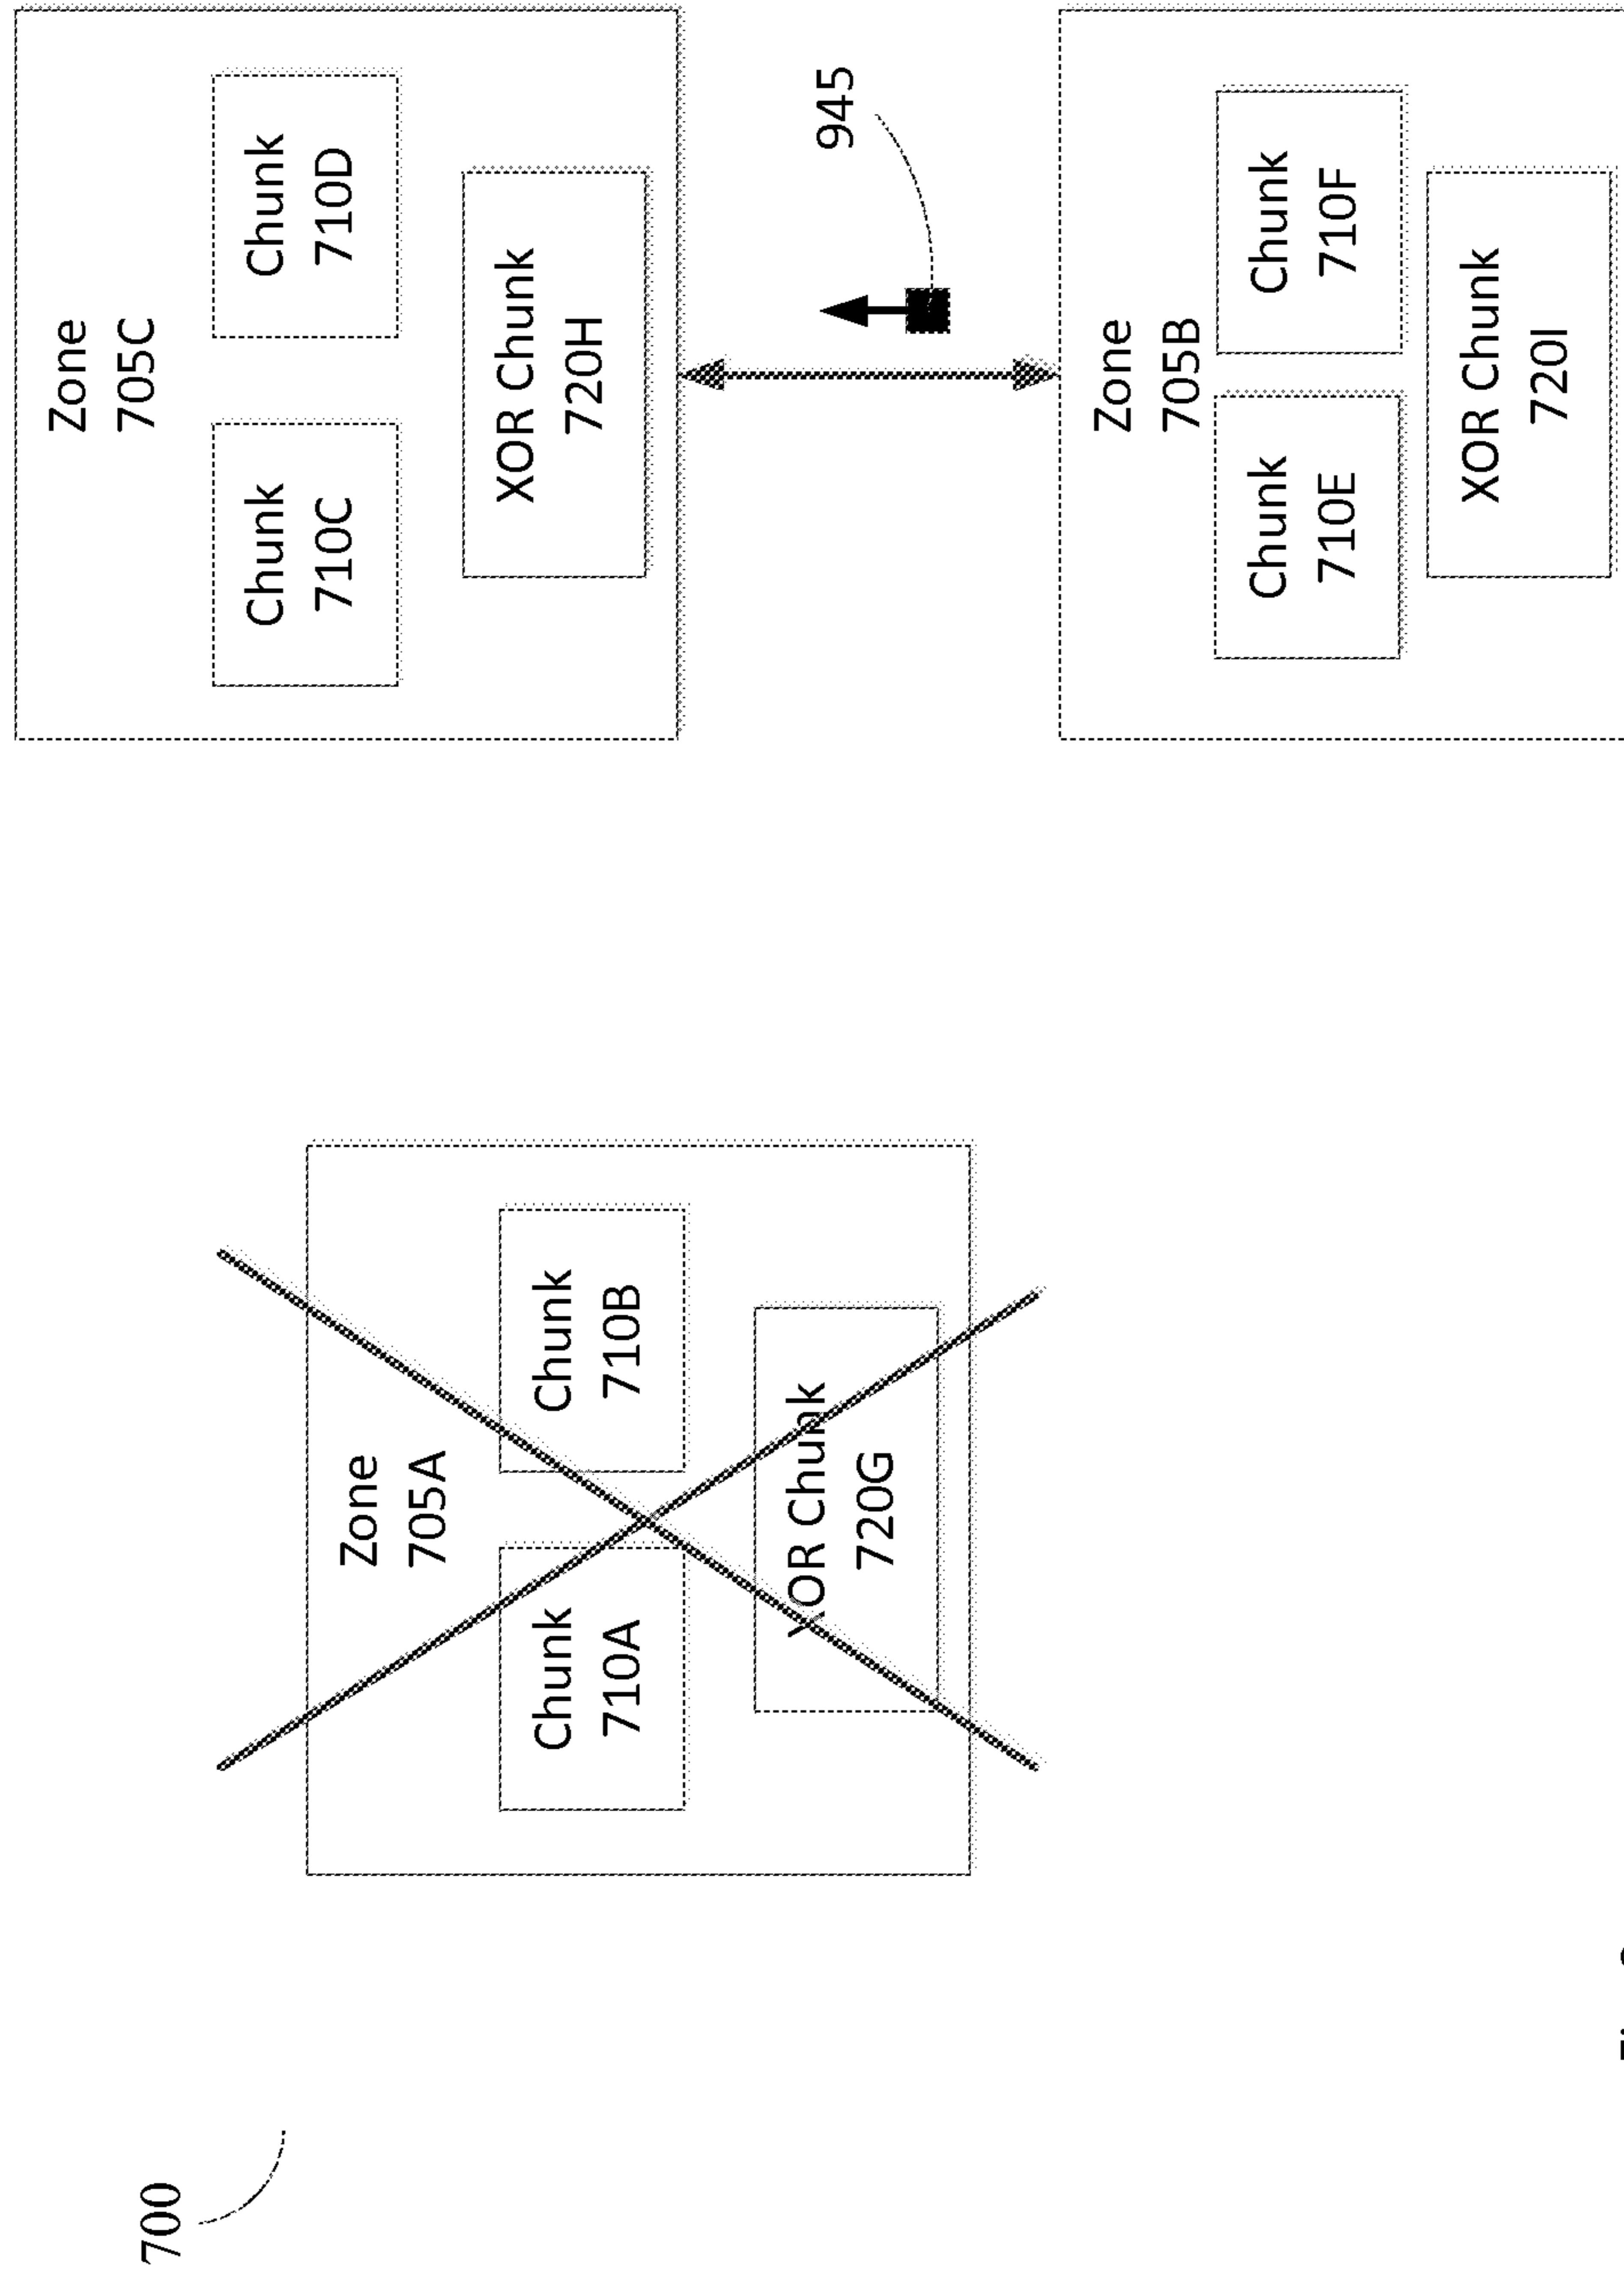 700
Zone
705A
Chunk
710A
Chunk
710B
XOR Chunk
720G
Zone
705C
Chunk
710C
Chunk
710D
XOR Chunk
720H
945
Zone
705B
Chunk
710E
Chunk
710F
XOR Chunk
720I